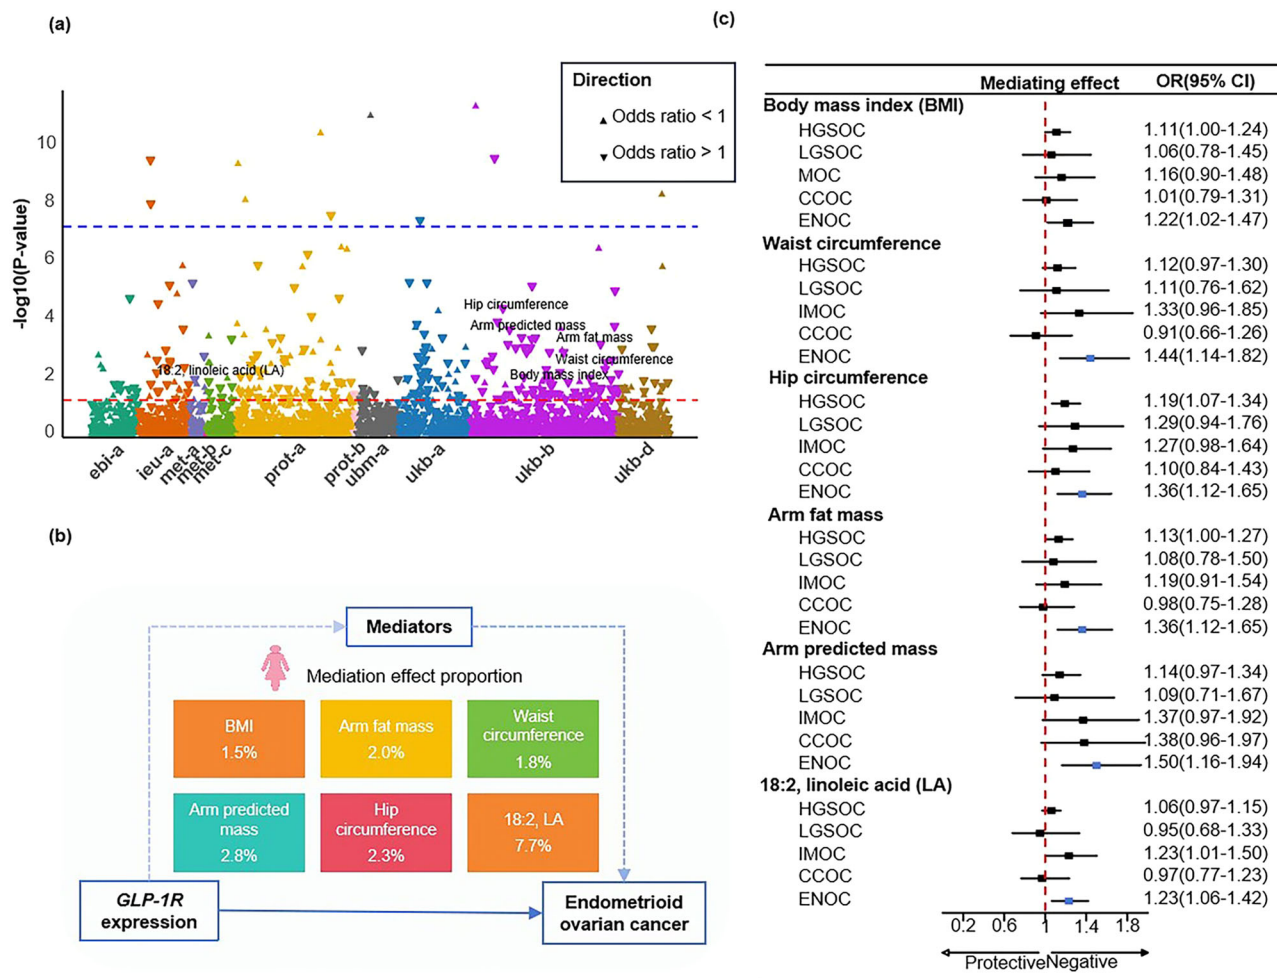 (a)
Direction
Odds ratio < 1
Odds ratio > 1
-log10(P-value)
10
8
6
4
2
0
Hip circumference
Arm predicted mass
Arm fat mass
Waist circumference
Body mass index
18:2, linoleic acid (LA)
ebi-a
ieu-a
met-a
met-b
met-c
prot-a
prot-b
ubm-a
ukb-a
ukb-b
ukb-d
(b)
Mediators
Mediation effect proportion
BMI
1.5%
Arm fat mass
2.0%
Waist
circumference
1.8%
Arm predicted
mass
2.8%
Hip
circumference
2.3%
18:2, LA
7.7%
GLP-1R
expression
Endometrioid
ovarian cancer
(c)
Mediating effect OR(95% CI)
Body mass index (BMI)
HGSOC 1.11(1.00-1.24)
LGSOC 1.06(0.78-1.45)
MOC 1.16(0.90-1.48)
CCOC 1.01(0.79-1.31)
ENOC 1.22(1.02-1.47)
Waist circumference
HGSOC 1.12(0.97-1.30)
LGSOC 1.11(0.76-1.62)
IMOC 1.33(0.96-1.85)
CCOC 0.91(0.66-1.26)
ENOC 1.44(1.14-1.82)
Hip circumference
HGSOC 1.19(1.07-1.34)
LGSOC 1.29(0.94-1.76)
IMOC 1.27(0.98-1.64)
CCOC 1.10(0.84-1.43)
ENOC 1.36(1.12-1.65)
Arm fat mass
HGSOC 1.13(1.00-1.27)
LGSOC 1.08(0.78-1.50)
IMOC 1.19(0.91-1.54)
CCOC 0.98(0.75-1.28)
ENOC 1.36(1.12-1.65)
Arm predicted mass
HGSOC 1.14(0.97-1.34)
LGSOC 1.09(0.71-1.67)
IMOC 1.37(0.97-1.92)
CCOC 1.38(0.96-1.97)
ENOC 1.50(1.16-1.94)
18:2, linoleic acid (LA)
HGSOC 1.06(0.97-1.15)
LGSOC 0.95(0.68-1.33)
IMOC 1.23(1.01-1.50)
CCOC 0.97(0.77-1.23)
ENOC 1.23(1.06-1.42)
0.2 0.6 1 1.4 1.8
Protective Negative